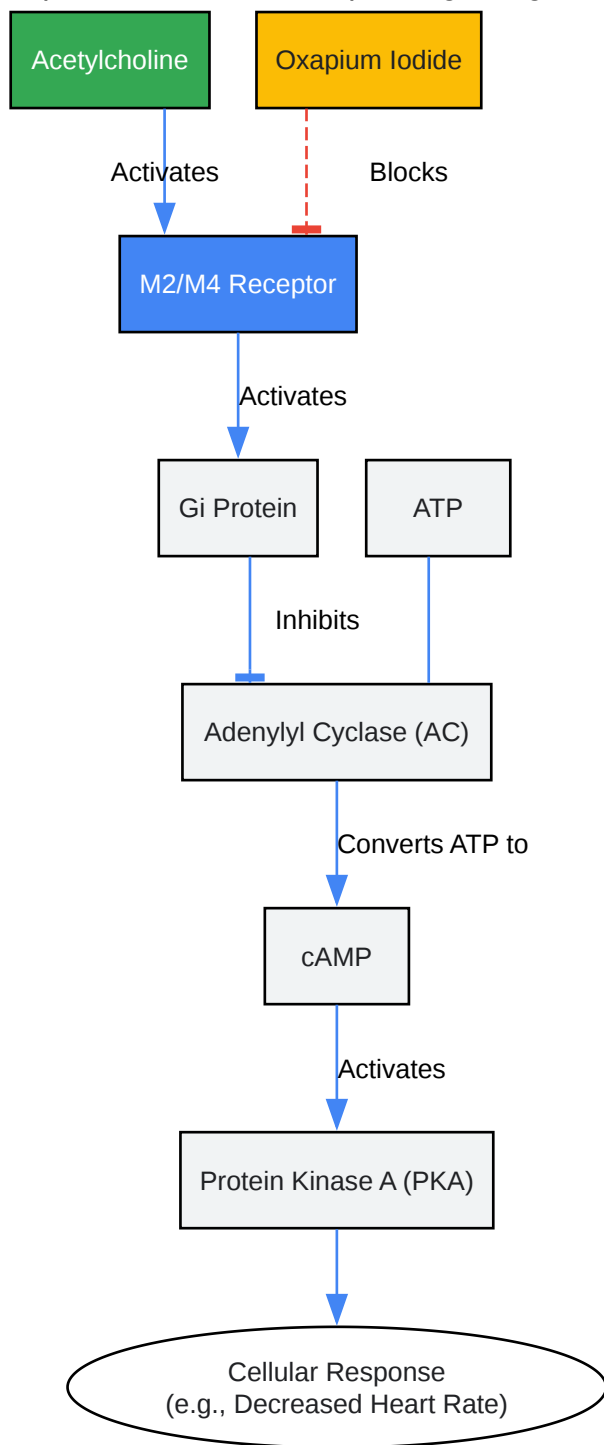 Acetylcholine
Oxapium Iodide
Activates
Blocks
M2/M4 Receptor
Activates
Gi Protein
ATP
Inhibits
Adenylyl Cyclase (AC)
Converts ATP to
cAMP
Activates
Protein Kinase A (PKA)
Cellular Response
(e.g., Decreased Heart Rate)